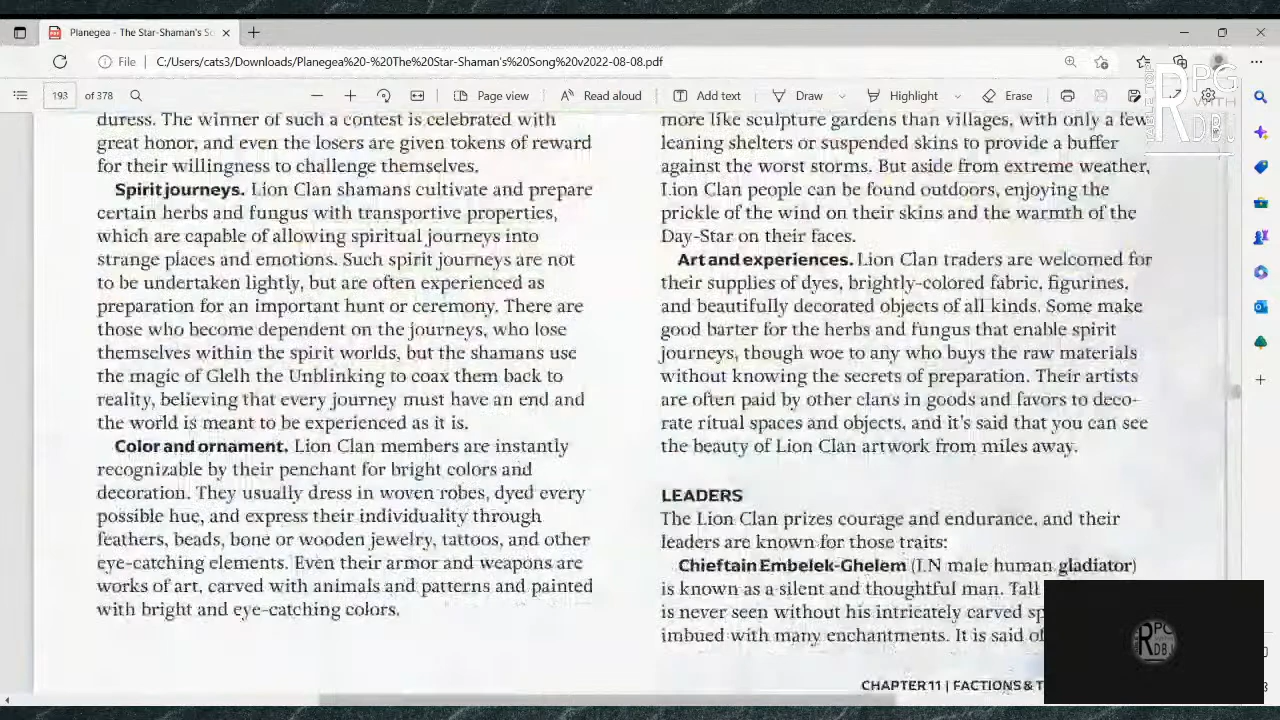 Planegea - The Star-Shaman's So
File
C:/Users/cats3/Downloads/Planegea%20-%20The%20Star-Shaman's%20Song%20v2022-08-08.pdf
193 of 378
Page view
Read aloud
Add text
Draw
Highlight
Erase
TABLE TOP
RPG
WITH
RDBJ
duress. The winner of such a contest is celebrated with
great honor, and even the losers are given tokens of reward
for their willingness to challenge themselves.
Spirit journeys. Lion Clan shamans cultivate and prepare
certain herbs and fungus with transportive properties,
which are capable of allowing spiritual journeys into
strange places and emotions. Such spirit journeys are not
to be undertaken lightly, but are often experienced as
preparation for an important hunt or ceremony. There are
those who become dependent on the journeys, who lose
themselves within the spirit worlds, but the shamans use
the magic of Glelh the Unblinking to coax them back to
reality, believing that every journey must have an end and
the world is meant to be experienced as it is.
Color and ornament. Lion Clan members are instantly
recognizable by their penchant for bright colors and
decoration. They usually dress in woven robes, dyed every
possible hue, and express their individuality through
feathers, beads, bone or wooden jewelry, tattoos, and other
eye-catching elements. Even their armor and weapons are
works of art, carved with animals and patterns and painted
with bright and eye-catching colors.
more like sculpture gardens than villages, with only a few
leaning shelters or suspended skins to provide a buffer
against the worst storms. But aside from extreme weather,
Lion Clan people can be found outdoors, enjoying the
prickle of the wind on their skins and the warmth of the
Day-Star on their faces.
Art and experiences. Lion Clan traders are welcomed for
their supplies of dyes, brightly-colored fabric, figurines,
and beautifully decorated objects of all kinds. Some make
good barter for the herbs and fungus that enable spirit
journeys, though woe to any who buys the raw materials
without knowing the secrets of preparation. Their artists
are often paid by other clans in goods and favors to deco-
rate ritual spaces and objects, and it's said that you can see
the beauty of Lion Clan artwork from miles away.
LEADERS
The Lion Clan prizes courage and endurance, and their
leaders are known for those traits:
Chieftain Embelek-Ghelem (LN male human gladiator)
is known as a silent and thoughtful man. Tall
is never seen without his intricately carved sp
imbued with many enchantments. It is said of
CHAPTER 11 | FACTIONS & T